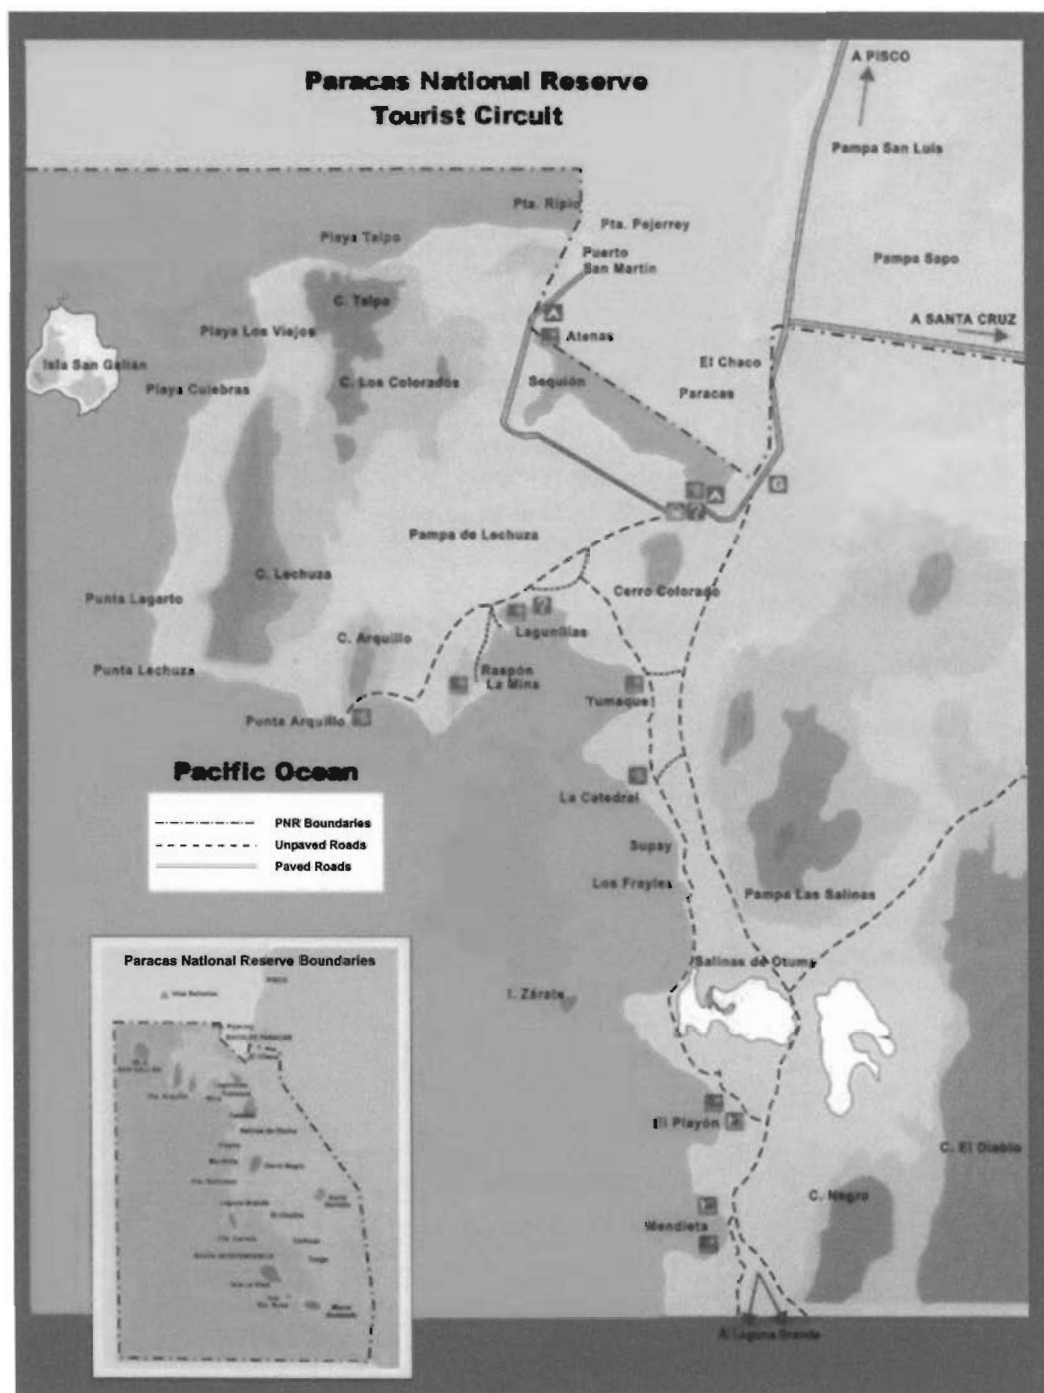 Paracas National Reserve
Tourist Circuit
A PISCO
Pampa San Luis
Pta. Ripio
Pta. Pejerrey
Playa Talpo
Puerto
San Martín
Pampa Sapo
C. Talpo
A SANTA CRUZ
Playa Los Viejos
Atenas
Isla San Gallán
El Chaco
Playa Culebras
C. Los Colorados
Sequión
Paracas
G
?
Pampa de Lechuza
C. Lechuza
Cerro Colorado
Punta Lagarto
?
C. Arquillo
Lagunillas
Punta Lechuza
Raspón
La Mina
Yumaque
Punta Arquillo
Pacific Ocean
La Catedral
PNR Boundaries
Unpaved Roads
Paved Roads
Supay
Los Frayles
Pampa Las Salinas
Paracas National Reserve Boundaries
Salinas de Otuma
I. Zárate
El Playón
C. El Diablo
C. Negro
Mendieta
A Laguna Grande